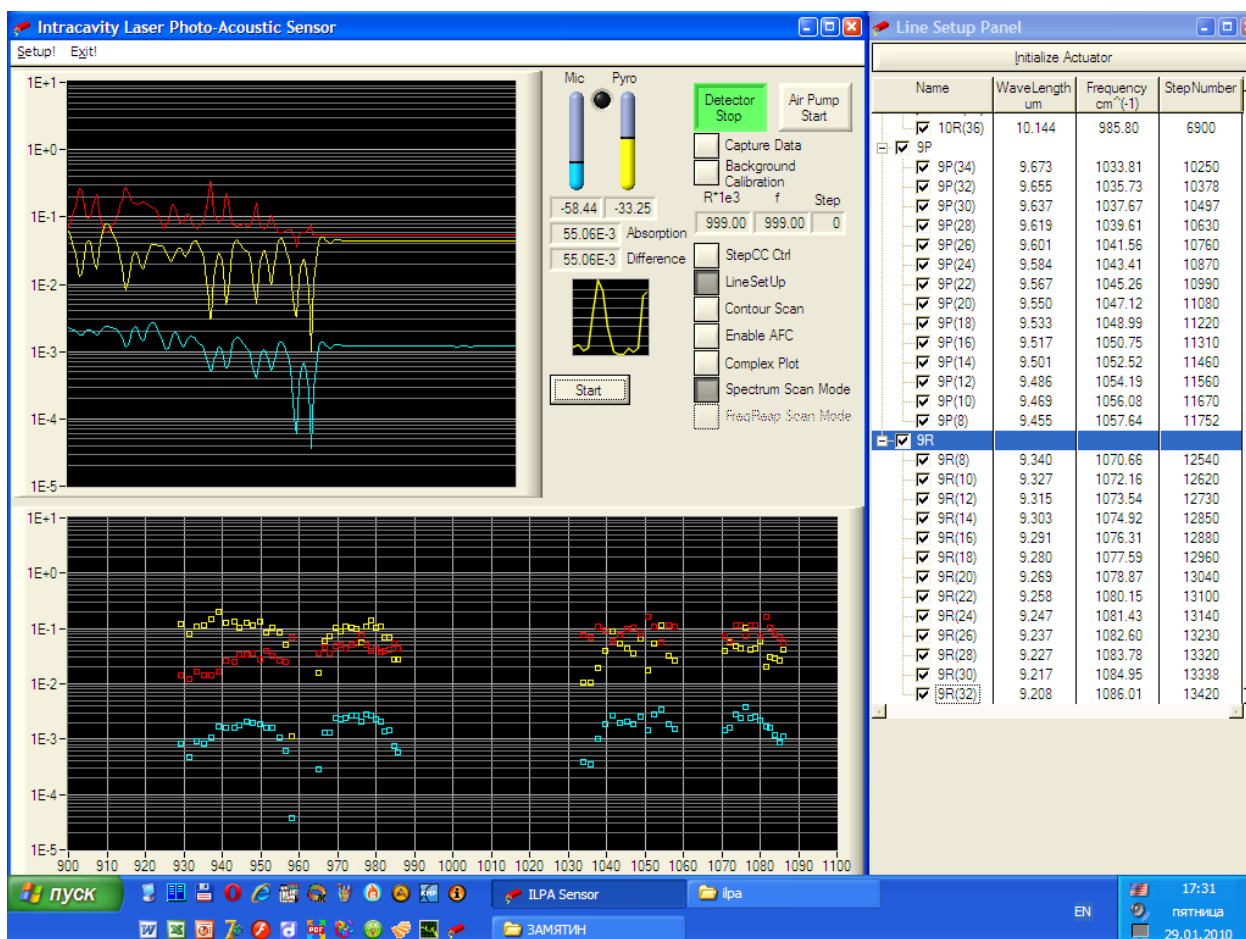 Intracavity Laser Photo-Acoustic Sensor
Setup! Exit!
1E+1
1E+0
1E-1
1E-2
1E-3
1E-4
1E-5
Mic Pyro
-58.44 -33.25
55.06E-3 Absorption
55.06E-3 Difference
Start
Detector Stop
Air Pump Start
Capture Data
Background Calibration
R*1e3 f Step
999.00 999.00 0
StepCC Ctrl
LineSetUp
Contour Scan
Enable AFC
Complex Plot
Spectrum Scan Mode
FreqReap Scan Mode
1E+1
1E+0
1E-1
1E-2
1E-3
1E-4
1E-5
900 910 920 930 940 950 960 970 980 990 1000 1010 1020 1030 1040 1050 1060 1070 1080 1090 1100
Line Setup Panel
Initialize Actuator
Name WaveLength um Frequency cm^(-1) StepNumber
10R(36) 10.144 985.80 6900
9P
9P(34) 9.673 1033.81 10250
9P(32) 9.655 1035.73 10378
9P(30) 9.637 1037.67 10497
9P(28) 9.619 1039.61 10630
9P(26) 9.601 1041.56 10760
9P(24) 9.584 1043.41 10870
9P(22) 9.567 1045.26 10990
9P(20) 9.550 1047.12 11080
9P(18) 9.533 1048.99 11220
9P(16) 9.517 1050.75 11310
9P(14) 9.501 1052.52 11460
9P(12) 9.486 1054.19 11560
9P(10) 9.469 1056.08 11670
9P(8) 9.455 1057.64 11752
9R
9R(8) 9.340 1070.66 12540
9R(10) 9.327 1072.16 12620
9R(12) 9.315 1073.54 12730
9R(14) 9.303 1074.92 12850
9R(16) 9.291 1076.31 12880
9R(18) 9.280 1077.59 12960
9R(20) 9.269 1078.87 13040
9R(22) 9.258 1080.15 13100
9R(24) 9.247 1081.43 13140
9R(26) 9.237 1082.60 13230
9R(28) 9.227 1083.78 13320
9R(30) 9.217 1084.95 13338
9R(32) 9.208 1086.01 13420
пуск
ILPA Sensor
ilpa
ЗАМЯТИН
EN
17:31
пятница
29.01.2010